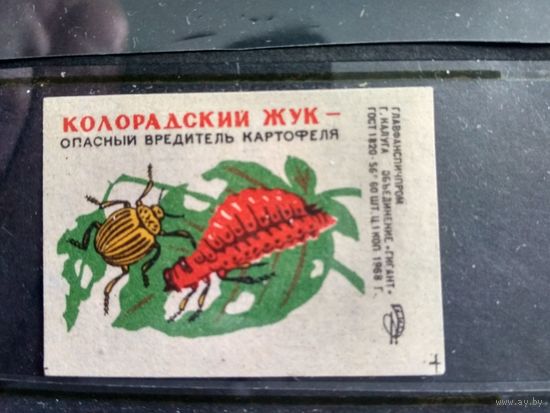 КОЛОРАДСКИЙ ЖУК –
ОПАСНЫЙ ВРЕДИТЕЛЬ КАРТОФЕЛЯ
ГЛАВФАНСПИЧПРОМ
Г. КАЛУГА ОБЪЕДИНЕНИЕ „ГИГАНТ“
ГОСТ 1820-56* 60 ШТ. Ц. 1 КОП 1968 Г.
www.ay.by